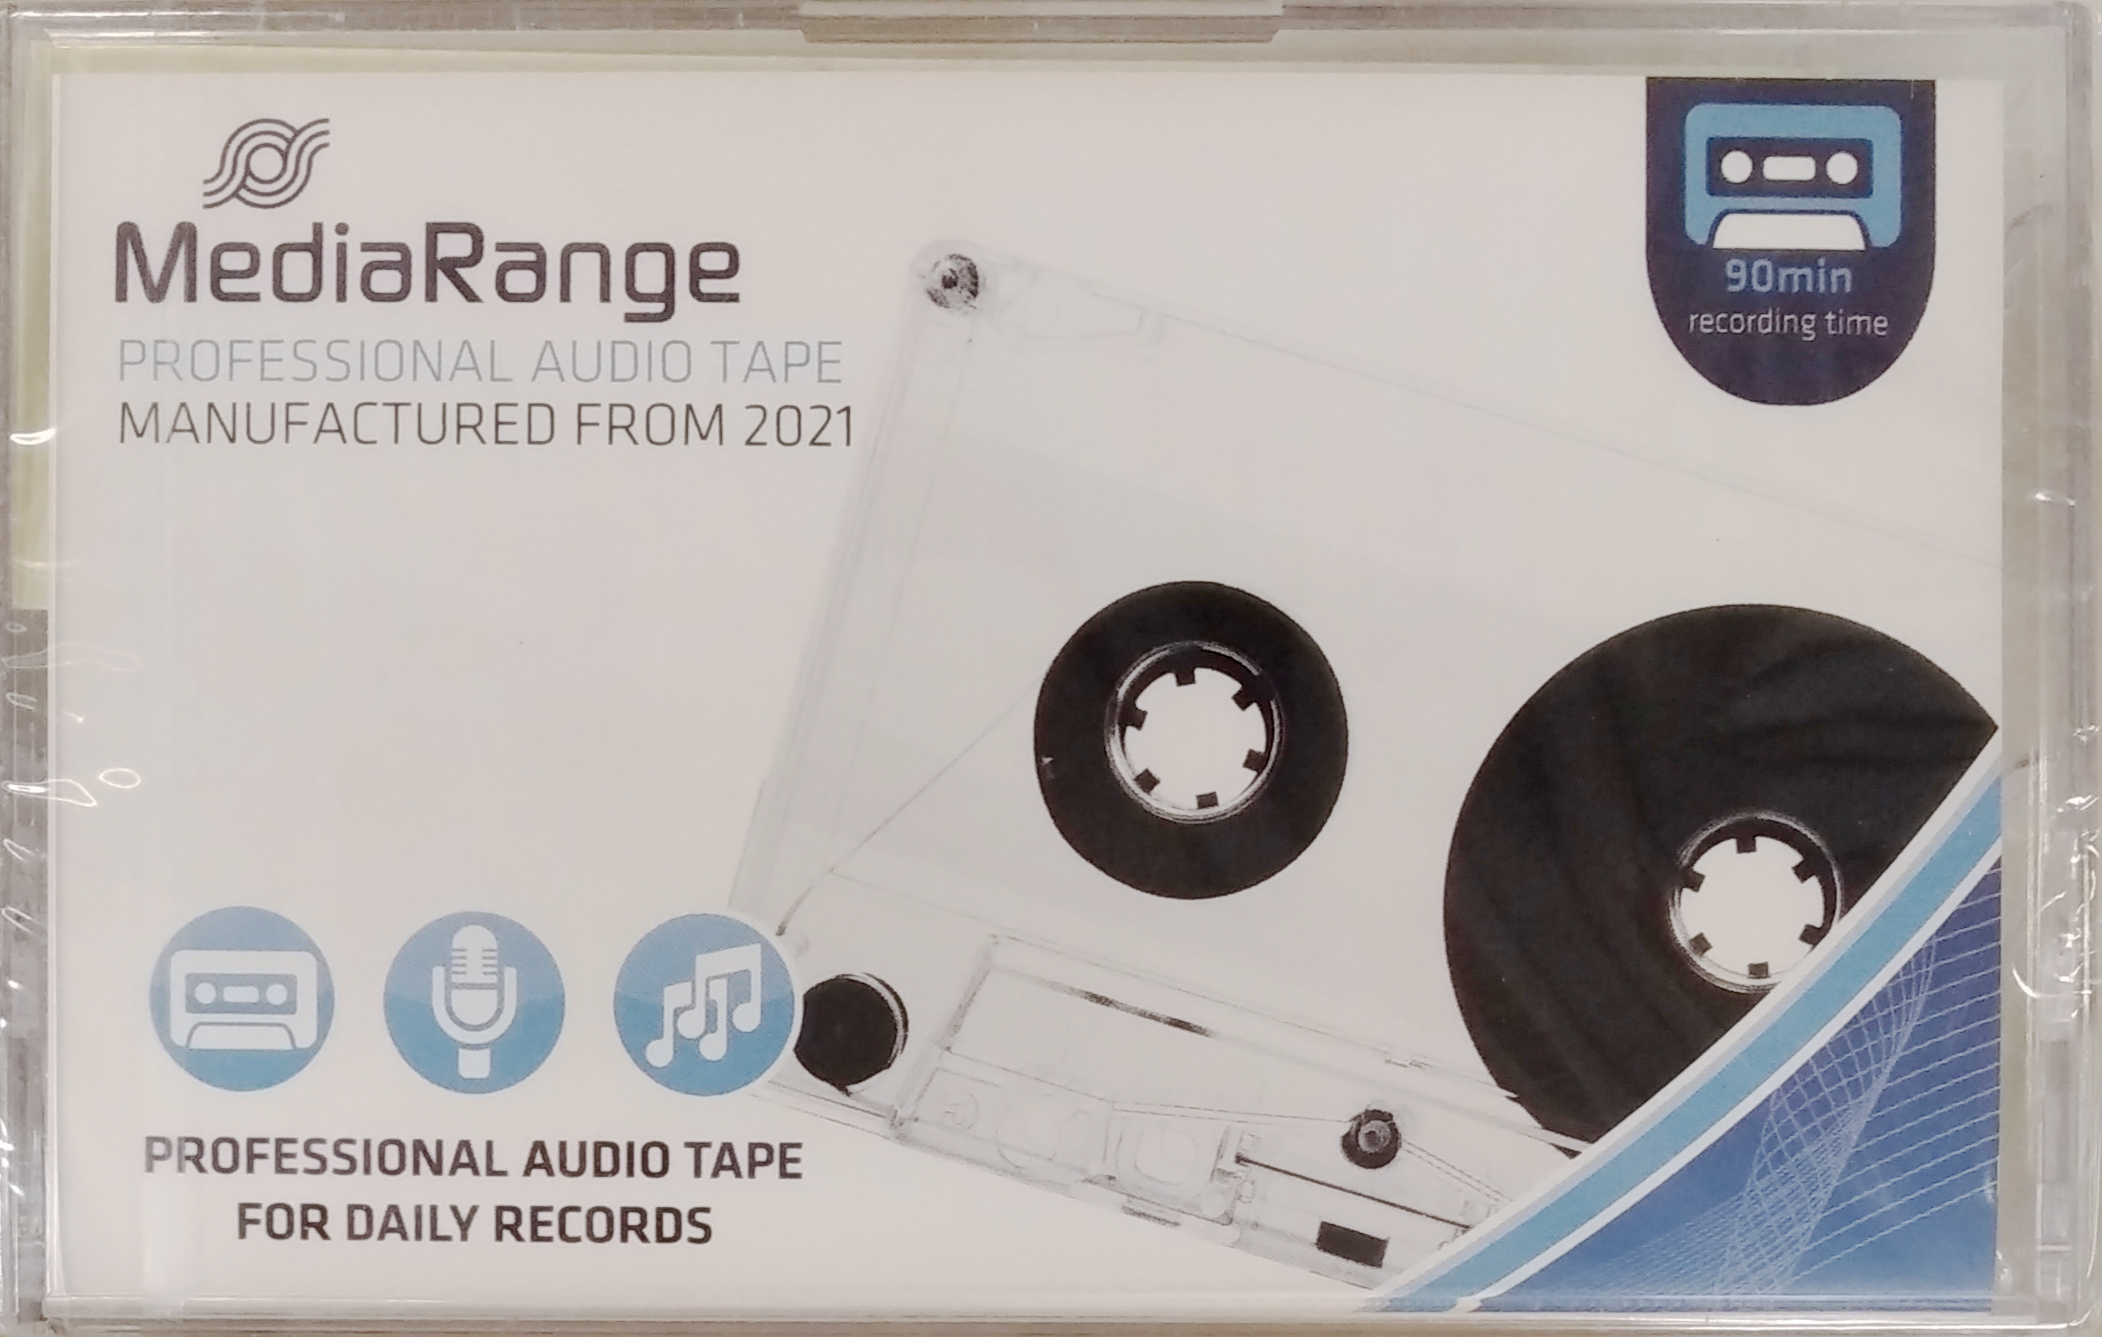 MediaRange
PROFESSIONAL AUDIO TAPE
MANUFACTURED FROM 2021
90min
recording time
PROFESSIONAL AUDIO TAPE
FOR DAILY RECORDS